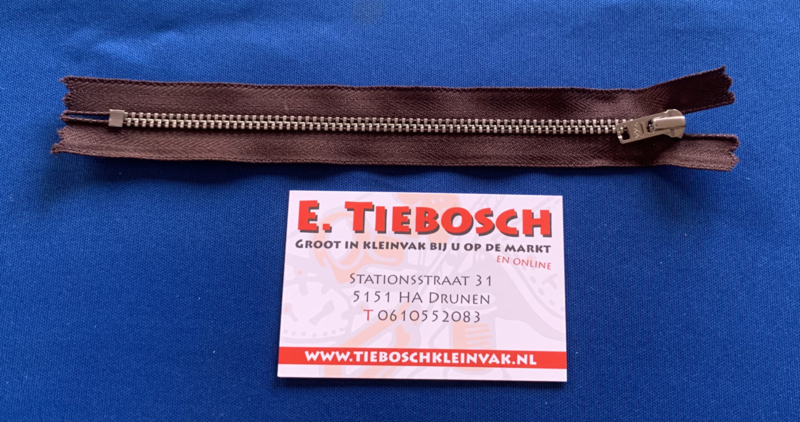 E. TIEBOSCH
GROOT IN KLEINVAK BIJ U OP DE MARKT
EN ONLINE
STATIONSSTRAAT 31
5151 HA DRUNEN
T 0610552083
WWW.TIEBOSCHKLEINVAK.NL